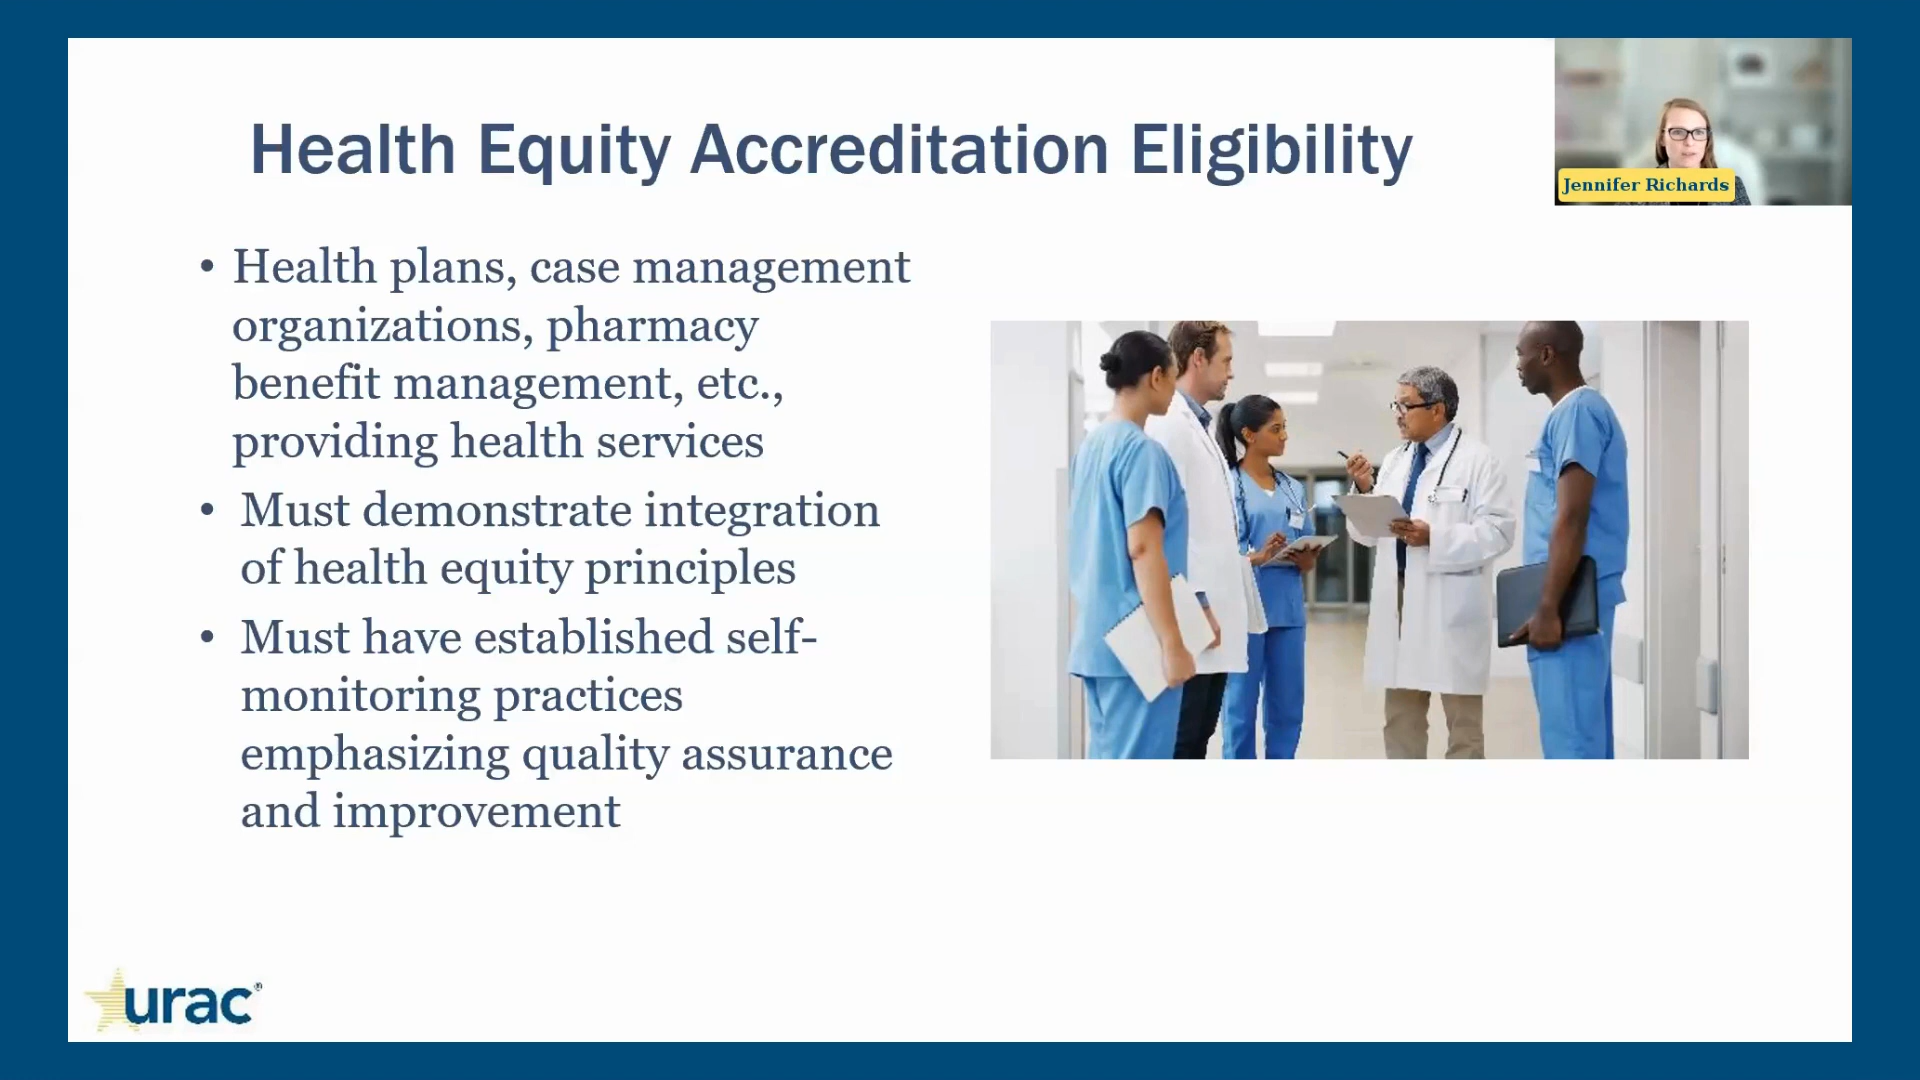 Health Equity Accreditation Eligibility
Jennifer Richards
• Health plans, case management
organizations, pharmacy
benefit management, etc.,
providing health services
• Must demonstrate integration
of health equity principles
• Must have established self-
monitoring practices
emphasizing quality assurance
and improvement
urac®